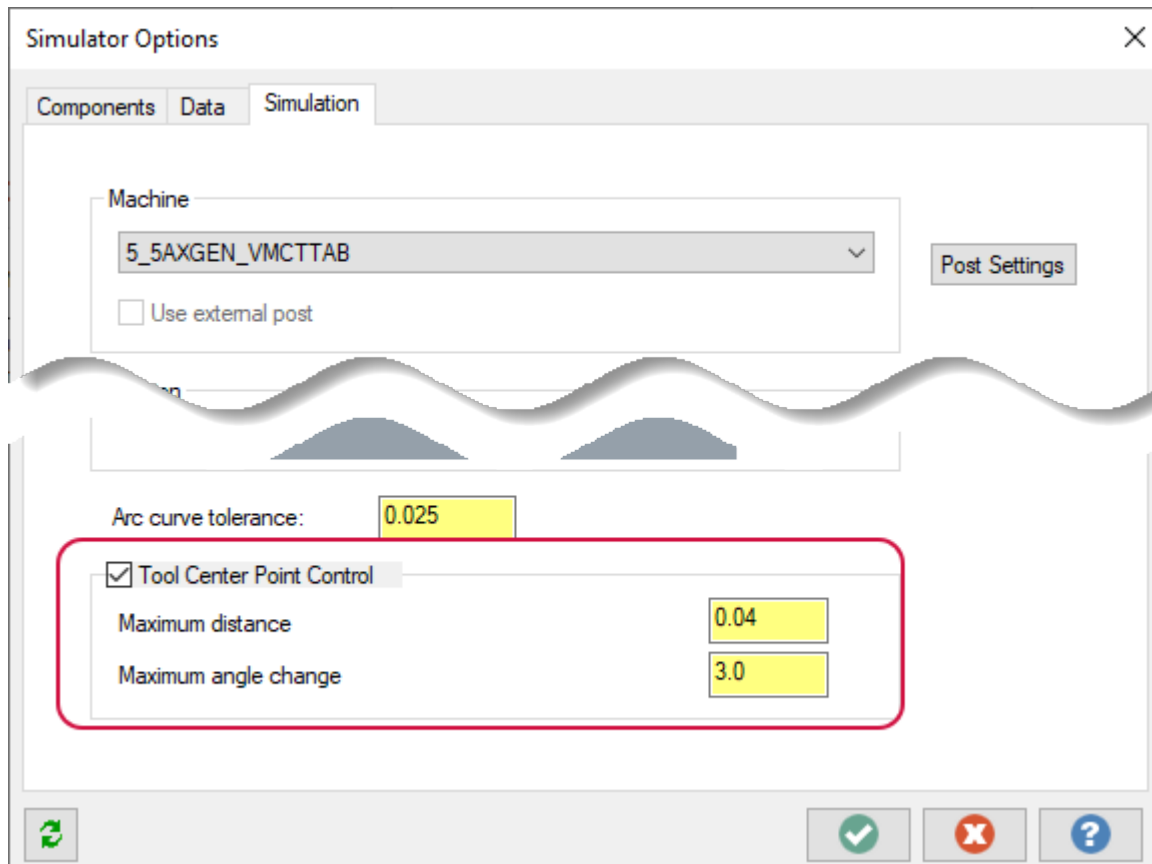 Simulator Options
Components Data Simulation
Machine
5_5AXGEN_VMCTTAB
Post Settings
Use external post
Arc curve tolerance: 0.025
Tool Center Point Control
Maximum distance 0.04
Maximum angle change 3.0